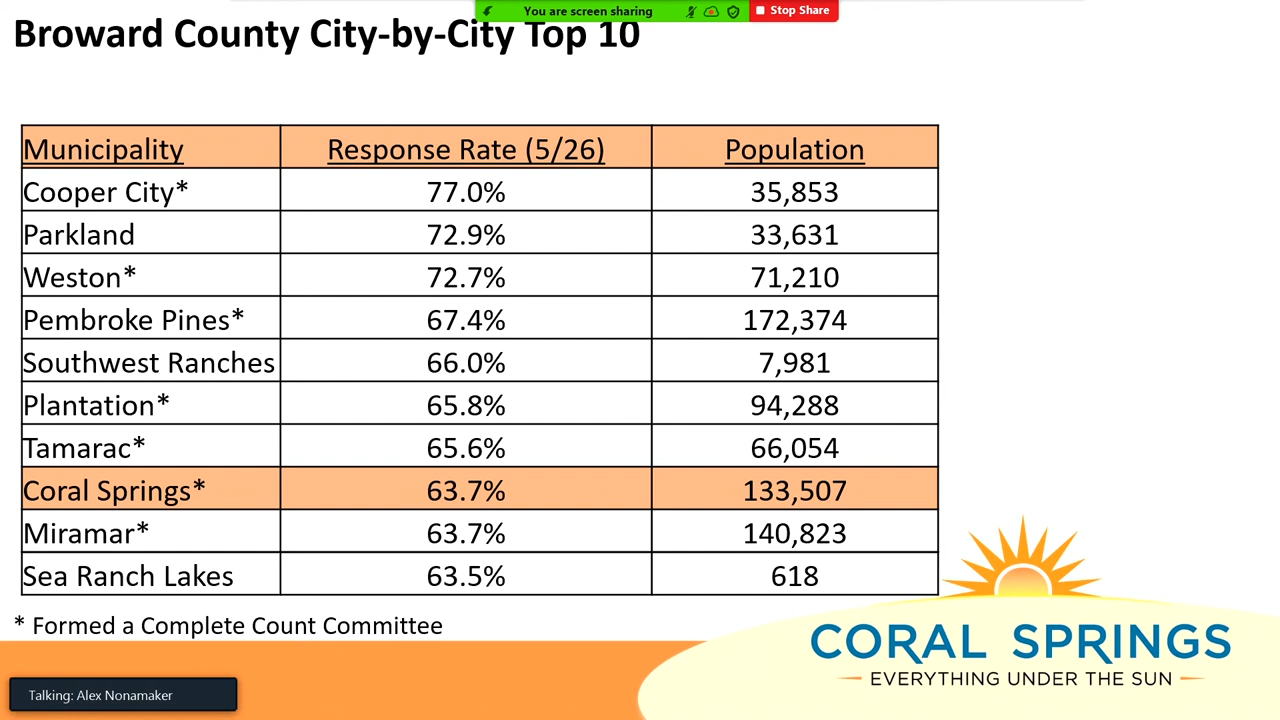 You are screen sharing Stop Share
Broward County City-by-City Top 10
Municipality Response Rate (5/26) Population
Cooper City* 77.0% 35,853
Parkland 72.9% 33,631
Weston* 72.7% 71,210
Pembroke Pines* 67.4% 172,374
Southwest Ranches 66.0% 7,981
Plantation* 65.8% 94,288
Tamarac* 65.6% 66,054
Coral Springs* 63.7% 133,507
Miramar* 63.7% 140,823
Sea Ranch Lakes 63.5% 618
* Formed a Complete Count Committee
CORAL SPRINGS
EVERYTHING UNDER THE SUN
Talking: Alex Nonamaker